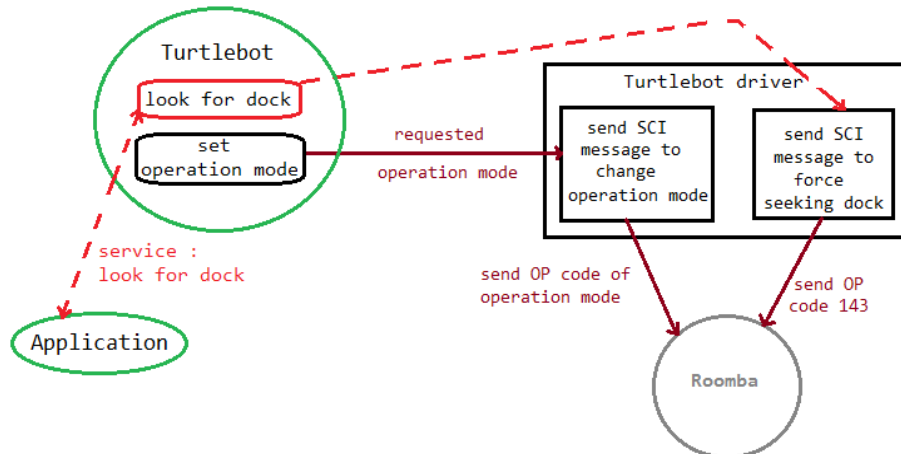 Turtlebot
look for dock
set
operation mode
requested
operation mode
Turtlebot driver
send SCI
message to
change
operation mode
send SCI
message to
force
seeking dock
service :
look for dock
send OP code of
operation mode
send OP
code 143
Application
Roomba